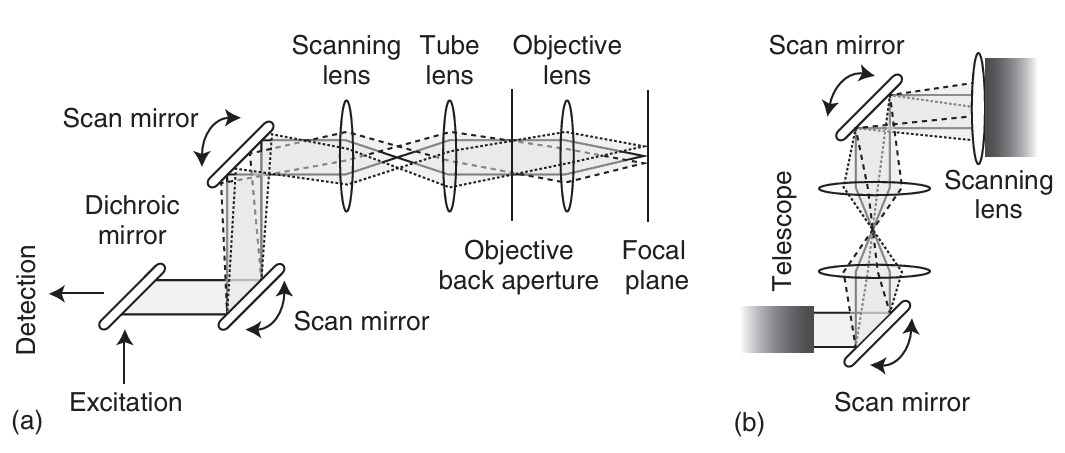 Scanning
lens
Tube
lens
Objective
lens
Scan mirror
Dichroic
mirror
Detection
Objective
back aperture
Focal
plane
Scan mirror
Excitation
(a)
Scan mirror
Telescope
Scanning
lens
Scan mirror
(b)